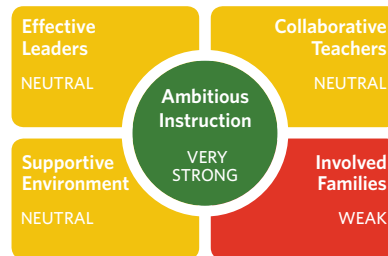 Effective
Leaders
NEUTRAL
Collaborative
Teachers
NEUTRAL
Ambitious
Instruction
VERY
STRONG
Supportive
Environment
NEUTRAL
Involved
Families
WEAK